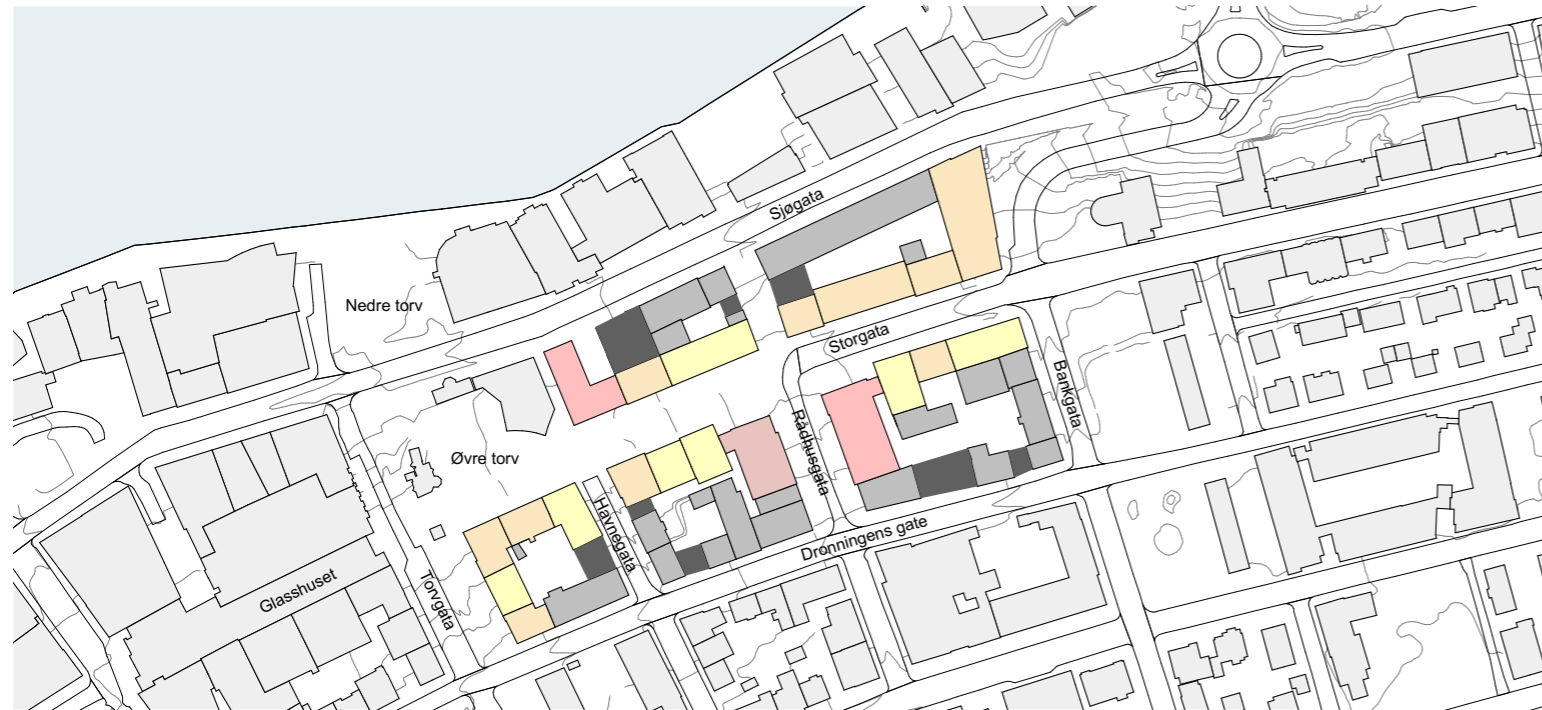 Sjøgata
Nedre torv
Storgata
Bankgata
Rådhusgata
Øvre torv
Havnegata
Dronningens gate
Torvgata
Glasshuset